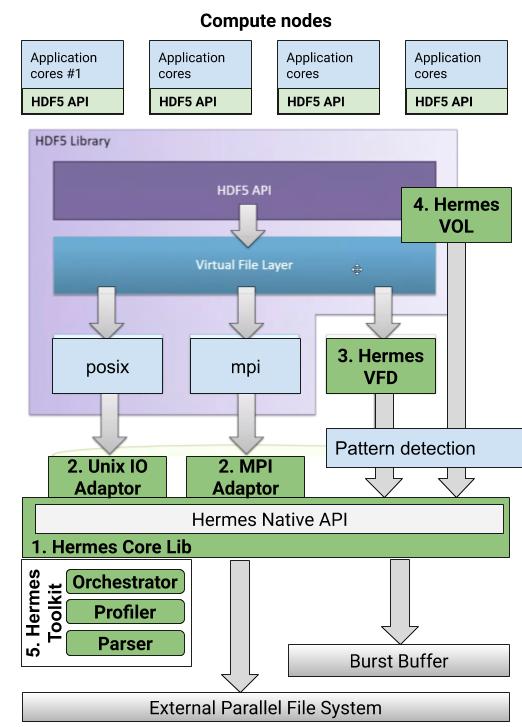 Compute nodes
Application
cores #1
HDF5 API
Application
cores
HDF5 API
Application
cores
HDF5 API
Application
cores
HDF5 API
HDF5 Library
HDF5 API
4. Hermes
VOL
Virtual File Layer
posix
mpi
3. Hermes
VFD
Pattern detection
2. Unix IO
Adaptor
2. MPI
Adaptor
Hermes Native API
1. Hermes Core Lib
5. Hermes
Toolkit
Orchestrator
Profiler
Parser
Burst Buffer
External Parallel File System